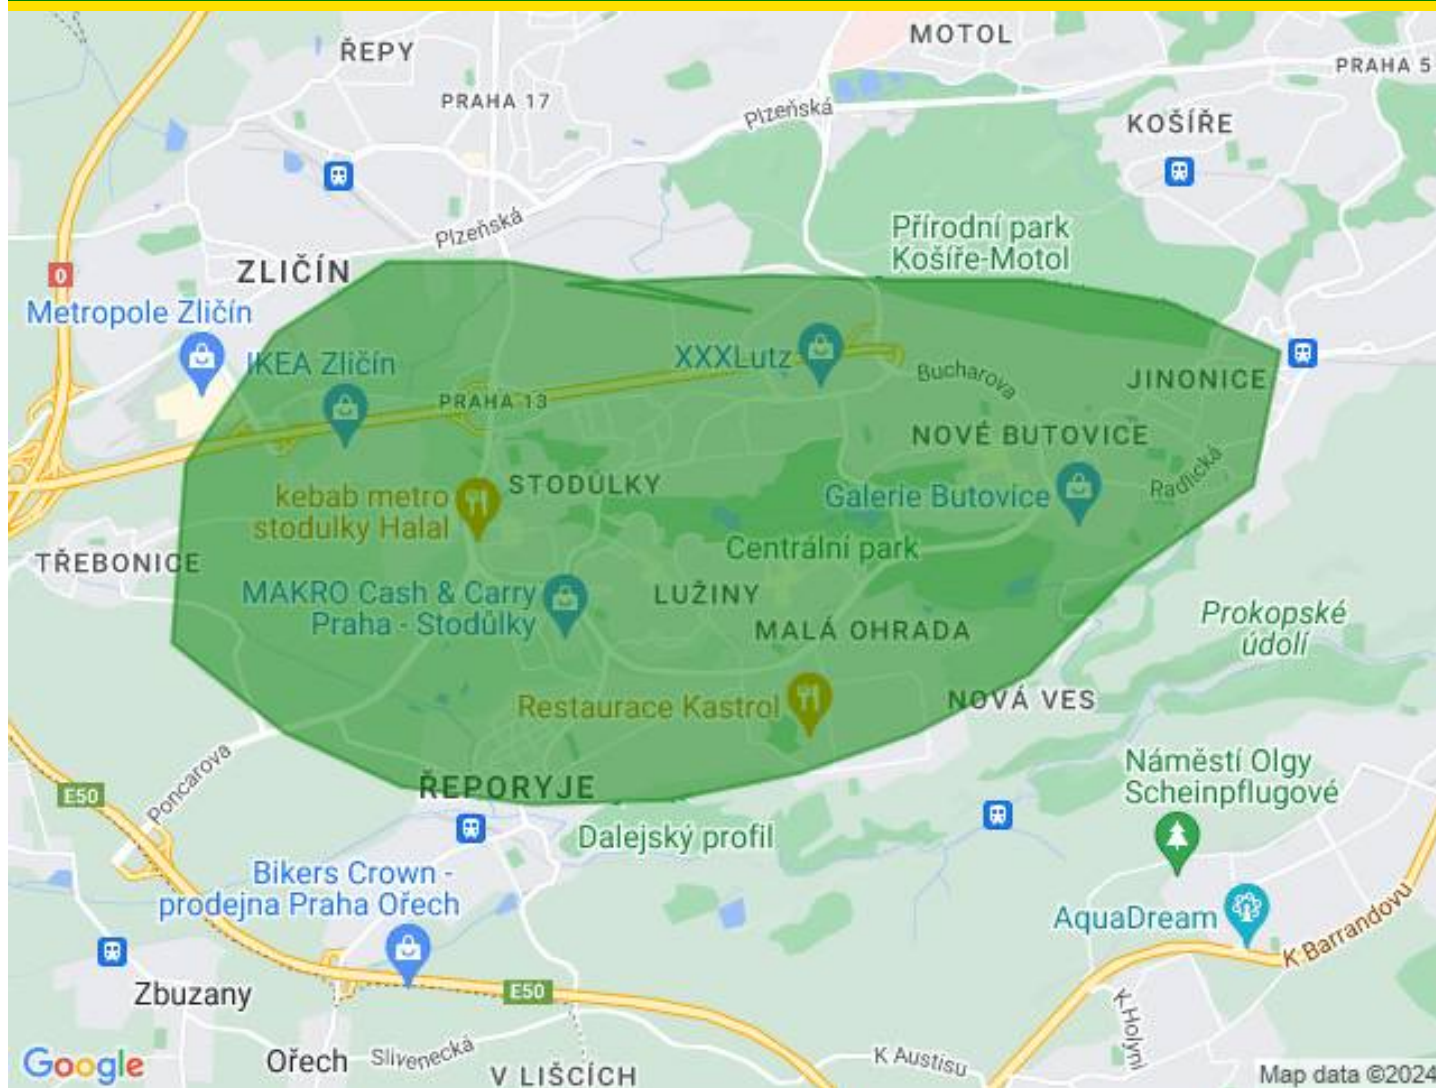 MOTOL
ŘEPY
PRAHA 5
PRAHA 17
Plzeňská
KOŠÍŘE
Plzeňská
Přírodní park
Košíře-Motol
ZLIČÍN
0
Metropole Zličín
IKEA Zličín
XXXLutz
Bucharova
JINONICE
PRAHA 13
NOVÉ BUTOVICE
Radlická
STODŮLKY
kebab metro
stodulky Halal
Galerie Butovice
Centrální park
TŘEBONICE
MAKRO Cash & Carry
Praha - Stodůlky
LUŽINY
MALÁ OHRADA
Prokopské
údolí
Restaurace Kastrol
NOVÁ VES
Poncarova
E50
ŘEPORYJE
Náměstí Olgy
Scheinpflugové
Dalejský profil
Bikers Crown -
prodejna Praha Ořech
AquaDream
K Barrandovu
Zbuzany
E50
K Holyni
Ořech
Slivenecká
K Austisu
V LIŠCÍCH
Google
Map data ©2024